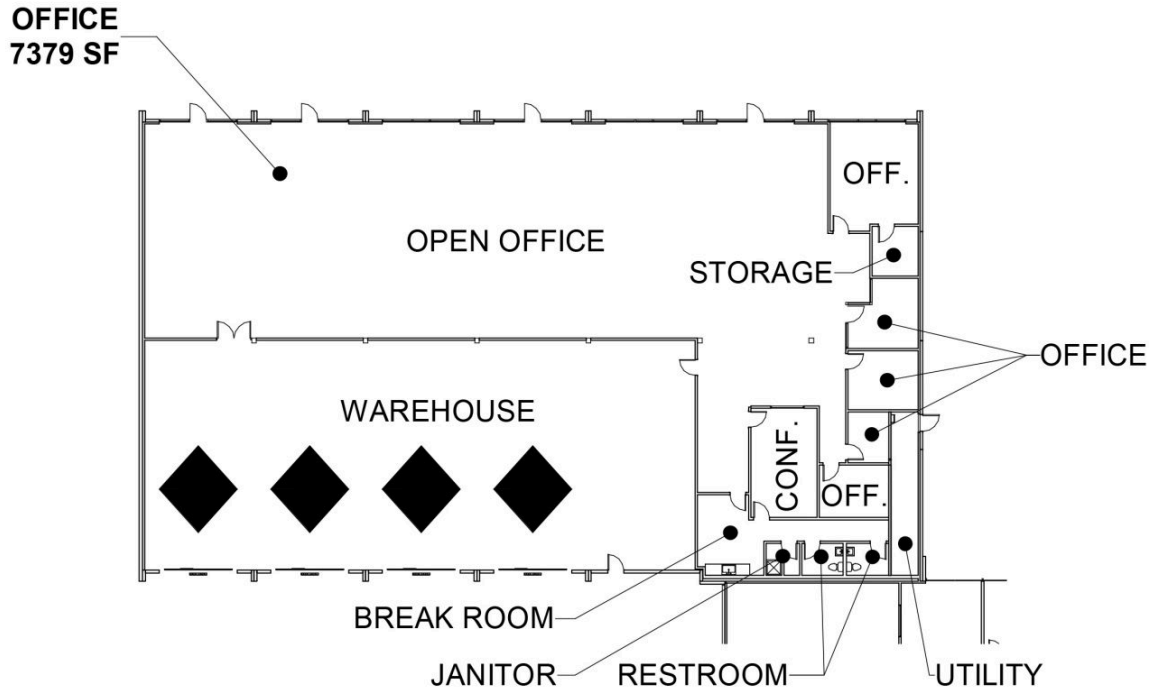 OFFICE
7379 SF
OFF.
OPEN OFFICE
STORAGE
OFFICE
WAREHOUSE
CONF.
OFF.
BREAK ROOM
JANITOR
RESTROOM
UTILITY